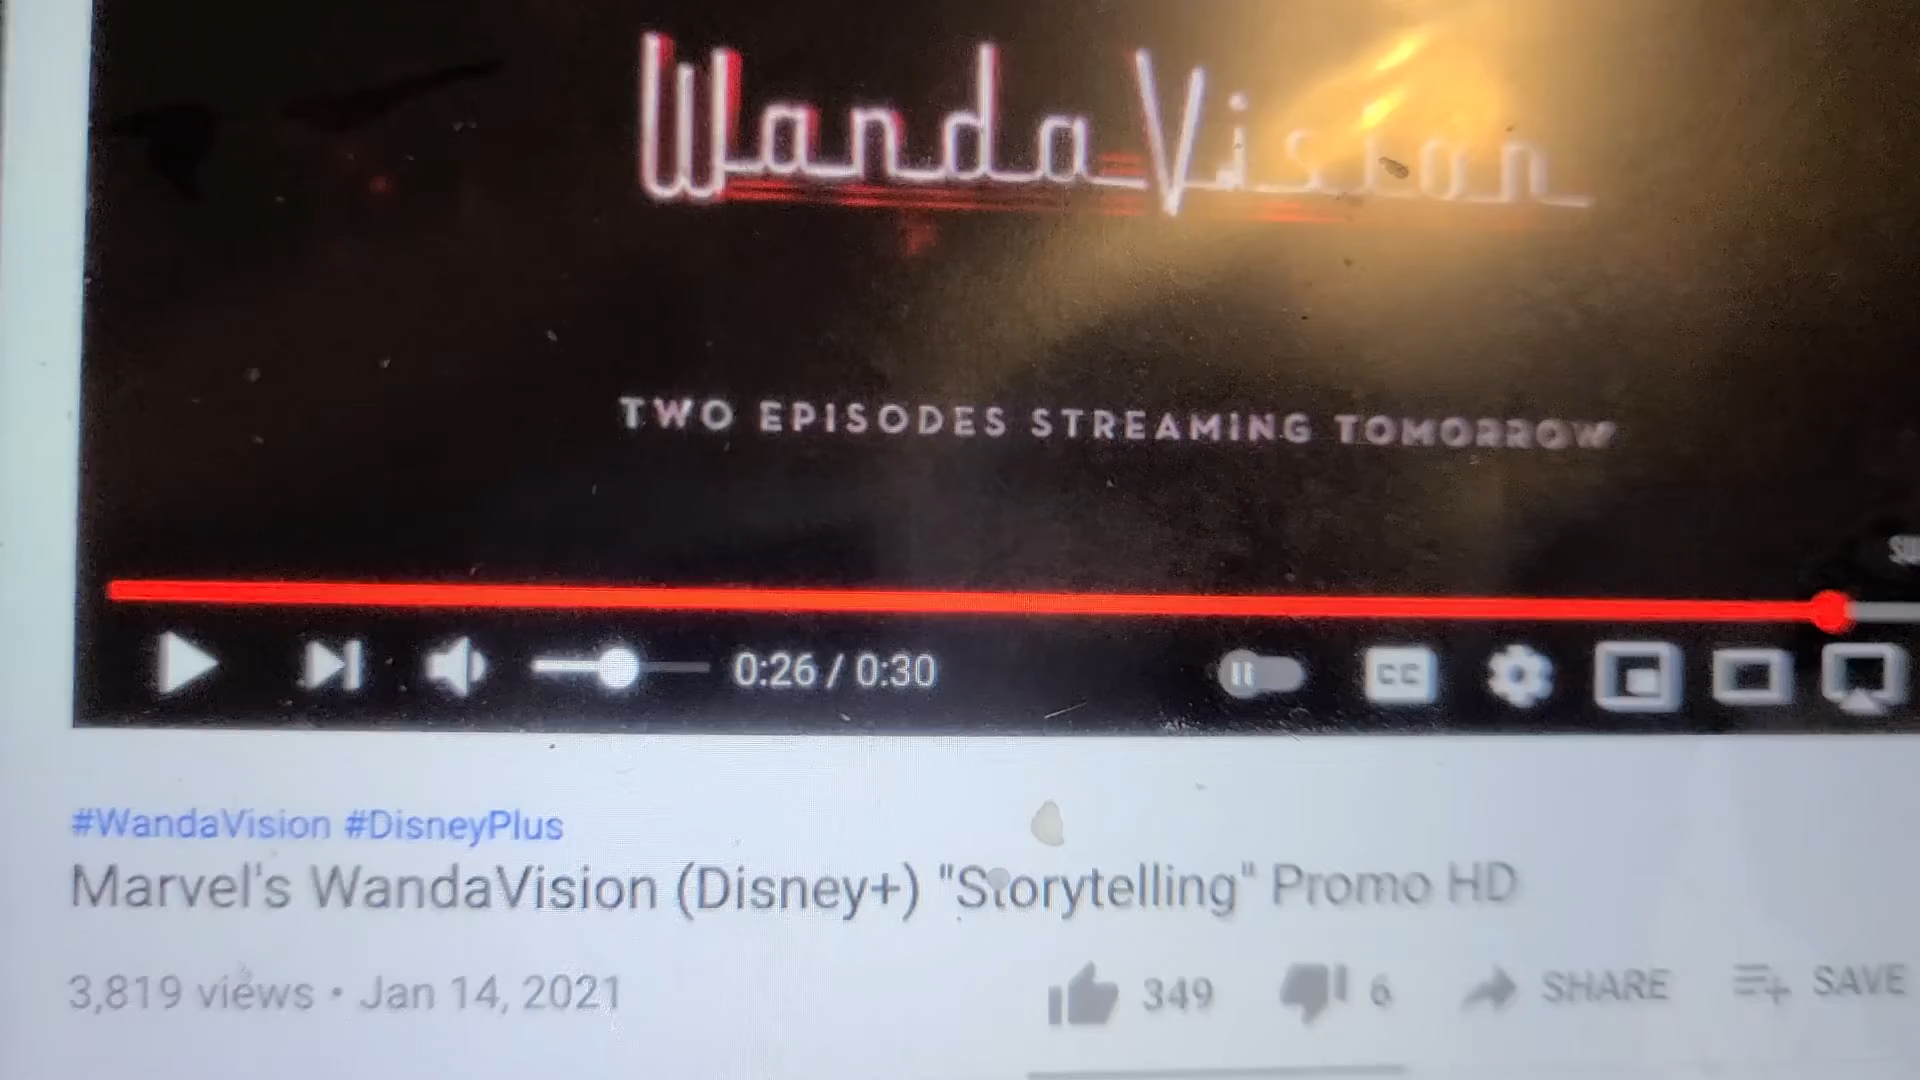 WandaVision
TWO EPISODES STREAMING TOMORROW
0:26 / 0:30
CC
#WandaVision #DisneyPlus
Marvel's WandaVision (Disney+) "Storytelling" Promo HD
3,819 views • Jan 14, 2021
349 6 SHARE SAVE